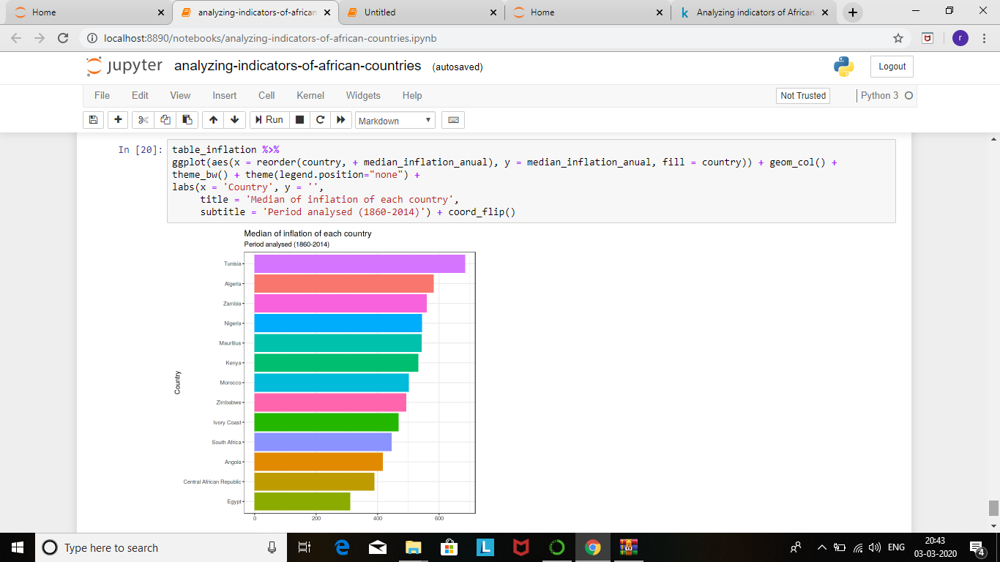 Home
analyzing-indicators-of-african
Untitled
Home
Analyzing indicators of African
localhost:8890/notebooks/analyzing-indicators-of-african-countries.ipynb
r
jupyter analyzing-indicators-of-african-countries (autosaved)
Logout
File Edit View Insert Cell Kernel Widgets Help
Not Trusted
Python 3
Run
Markdown
In [20]:
table_inflation %>%
ggplot(aes(x = reorder(country, + median_inflation_anual), y = median_inflation_anual, fill = country)) + geom_col() +
theme_bw() + theme(legend.position="none") +
labs(x = 'Country', y = '',
title = 'Median of inflation of each country',
subtitle = 'Period analysed (1860-2014)') + coord_flip()
Median of inflation of each country
Period analysed (1860-2014)
Country
Tunisia
Algeria
Zambia
Nigeria
Mauritius
Kenya
Morocco
Zimbabwe
Ivory Coast
South Africa
Angola
Central African Republic
Egypt
0 200 400 600
Type here to search
L
ENG
20:43
03-03-2020
4